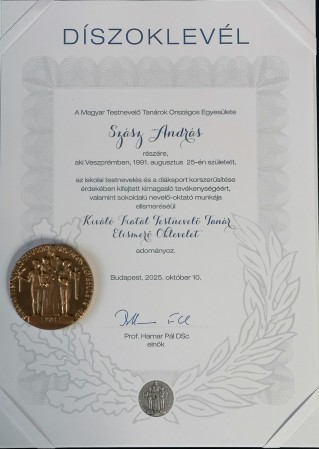 DÍSZOKLEVÉL
A Magyar Testnevelő Tanárok Országos Egyesülete
Szász András
részére,
aki Veszprémben, 1991. augusztus 25-én született,
az iskolai testnevelés és a diáksport korszerűsítése
érdekében kifejtett kimagasló tevékenységéért,
valamint sokoldalú nevelő-oktató munkája
elismeréséül
Kiváló Fiatal Testnevelő Tanár
Elismerő Oklevelet
adományoz.
Budapest, 2025. október 10.
Prof. Hamar Pál DSc
elnök